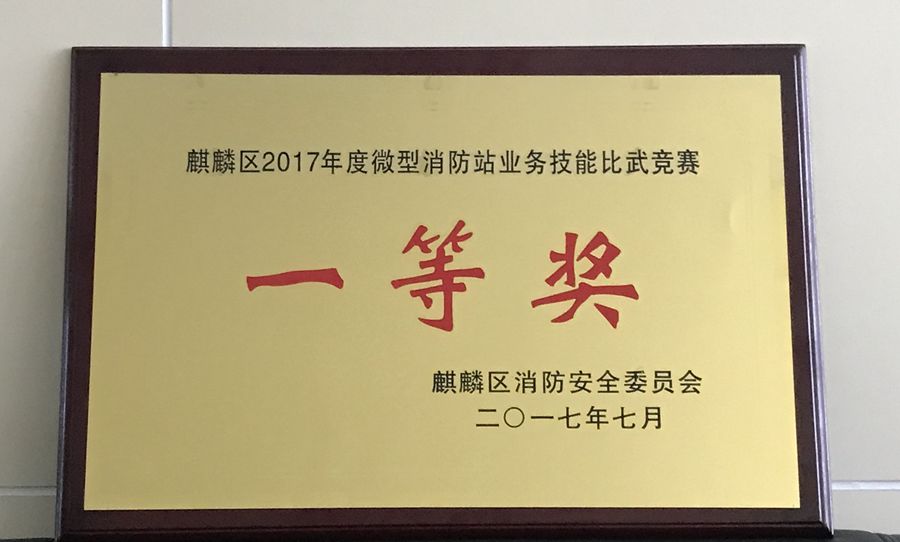 麒麟区2017年度微型消防站业务技能比武竞赛
一等奖
麒麟区消防安全委员会
二〇一七年七月